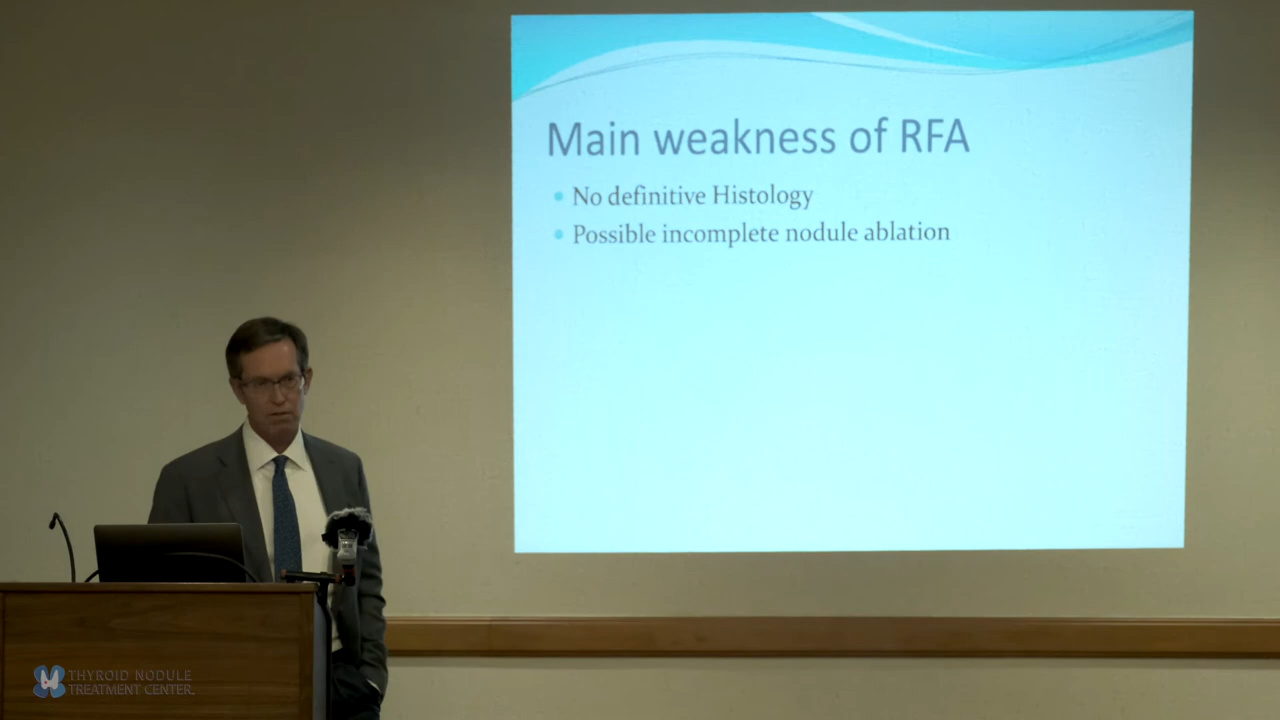 Main weakness of RFA
No definitive Histology
Possible incomplete nodule ablation
THYROID NODULE
TREATMENT CENTER